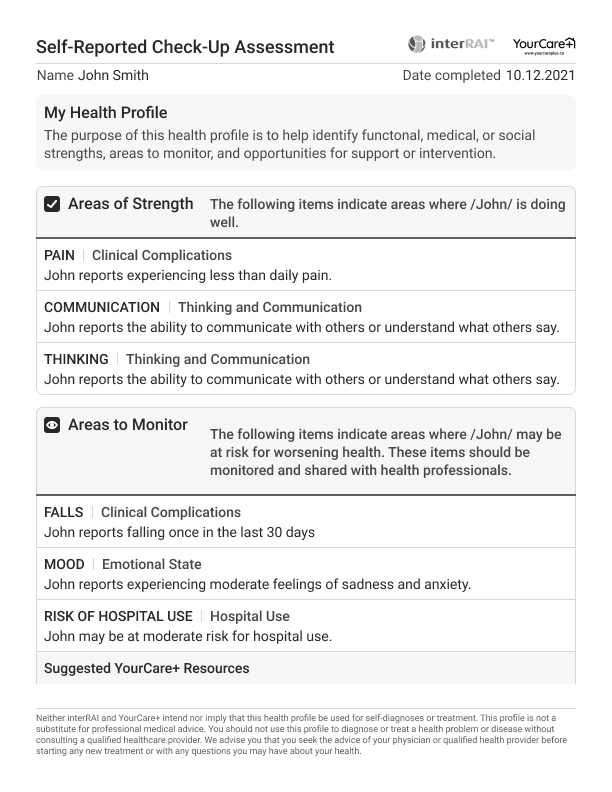 Self-Reported Check-Up Assessment
interRAI™
YourCare+
www.yourcareplus.ca
Name John Smith
Date completed 10.12.2021
My Health Profile
The purpose of this health profile is to help identify functonal, medical, or social
strengths, areas to monitor, and opportunities for support or intervention.
Areas of Strength
The following items indicate areas where /John/ is doing
well.
PAIN | Clinical Complications
John reports experiencing less than daily pain.
COMMUNICATION | Thinking and Communication
John reports the ability to communicate with others or understand what others say.
THINKING | Thinking and Communication
John reports the ability to communicate with others or understand what others say.
Areas to Monitor
The following items indicate areas where /John/ may be
at risk for worsening health. These items should be
monitored and shared with health professionals.
FALLS | Clinical Complications
John reports falling once in the last 30 days
MOOD | Emotional State
John reports experiencing moderate feelings of sadness and anxiety.
RISK OF HOSPITAL USE | Hospital Use
John may be at moderate risk for hospital use.
Suggested YourCare+ Resources
Neither interRAI and YourCare+ intend nor imply that this health profile be used for self-diagnoses or treatment. This profile is not a
substitute for professional medical advice. You should not use this profile to diagnose or treat a health problem or disease without
consulting a qualified healthcare provider. We advise you that you seek the advice of your physician or qualified health provider before
starting any new treatment or with any questions you may have about your health.